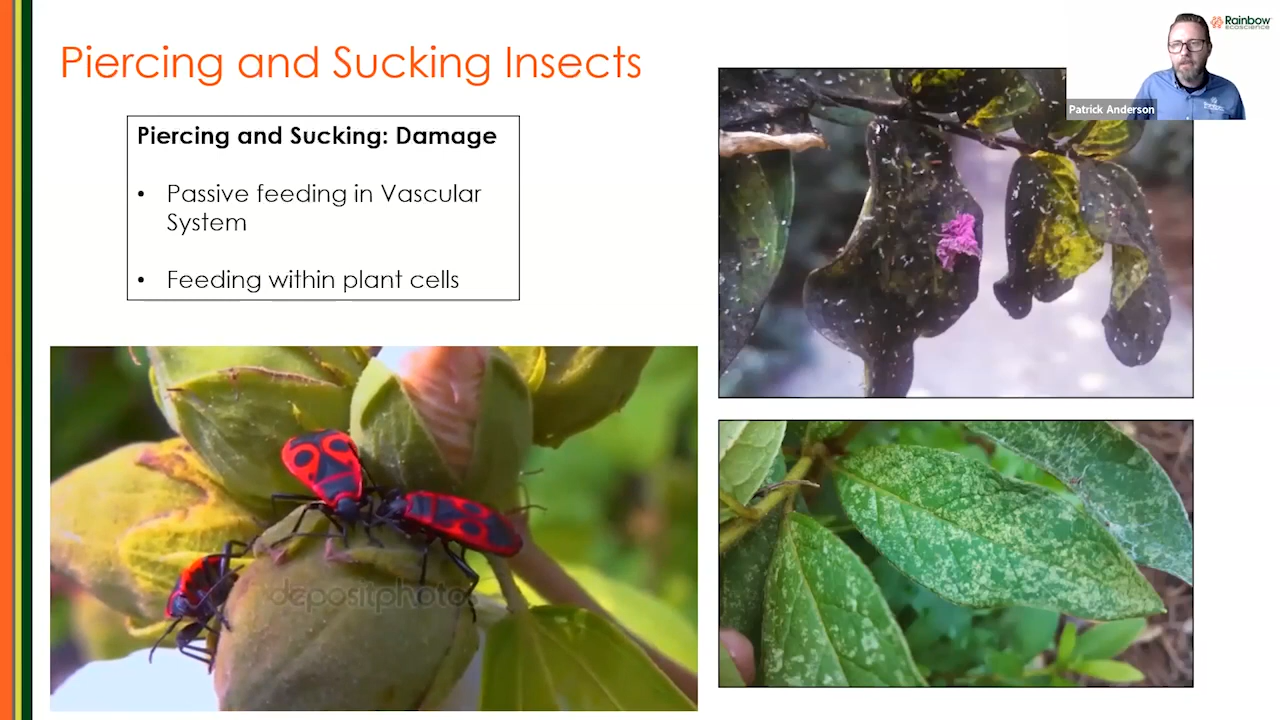 Piercing and Sucking Insects
Rainbow
ecoscience
Patrick Anderson
Piercing and Sucking: Damage
• Passive feeding in Vascular
System
• Feeding within plant cells
depositphotos